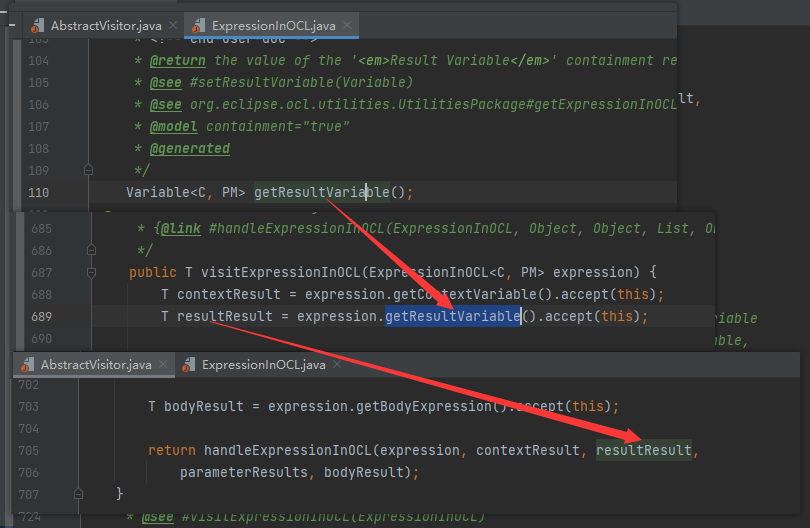 AbstractVisitor.java × ExpressionInOCL.java ×
103 * <!-- end-user-doc -->
104 * @return the value of the '<em>Result Variable</em>' containment re
105 * @see #setResultVariable(Variable)
106 * @see org.eclipse.ocl.utilities.UtilitiesPackage#getExpressionInOCL
lt,
107 * @model containment="true"
108 * @generated
109 */
110 Variable<C, PM> getResultVariable();
685 * {@link #handleExpressionInOCL(ExpressionInOCL, Object, Object, List, Ob
686 */
687 public T visitExpressionInOCL(ExpressionInOCL<C, PM> expression) {
688 T contextResult = expression.getContextVariable().accept(this);
689 T resultResult = expression.getResultVariable().accept(this);
riable
690
le,
AbstractVisitor.java × ExpressionInOCL.java ×
702
703 T bodyResult = expression.getBodyExpression().accept(this);
705 return handleExpressionInOCL(expression, contextResult, resultResult,
706 parameterResults, bodyResult);
707 }
724 * @see #visitExpressionInOCL(ExpressionInOCL)